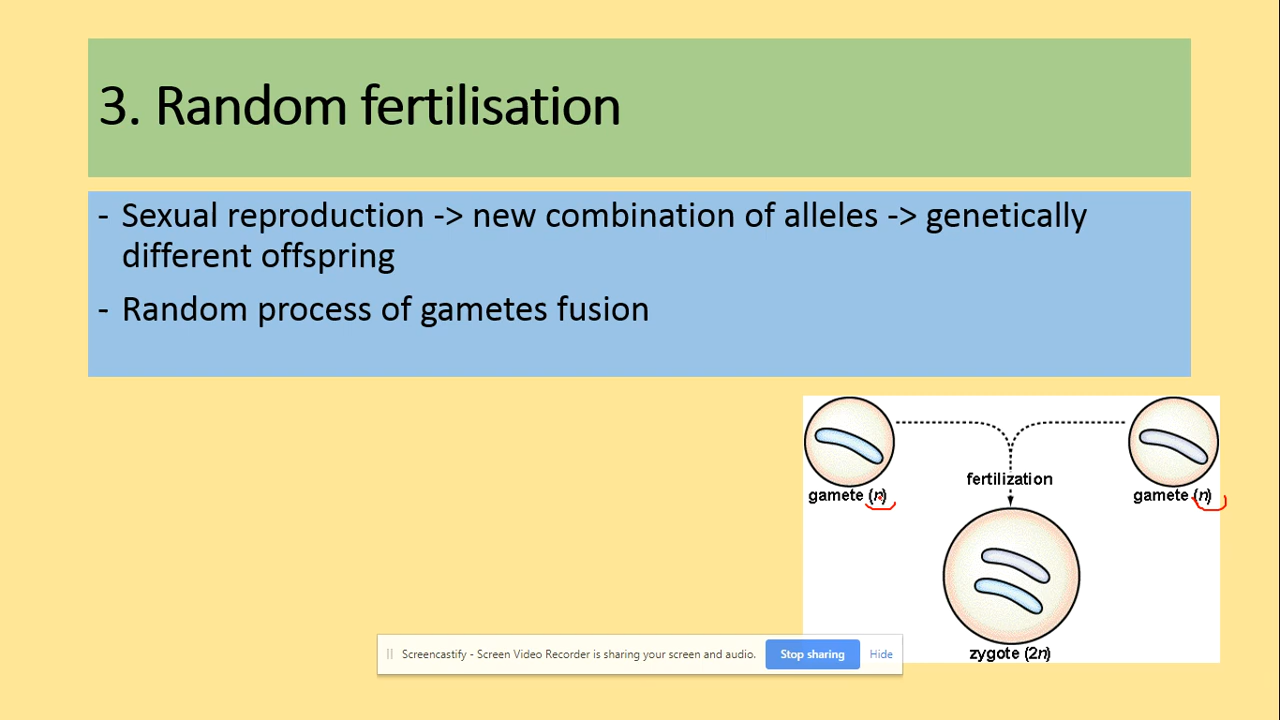 3. Random fertilisation
- Sexual reproduction -> new combination of alleles -> genetically
different offspring
- Random process of gametes fusion
gamete (n)
gamete (n)
fertilization
zygote (2n)
Screencastify - Screen Video Recorder is sharing your screen and audio. Stop sharing Hide